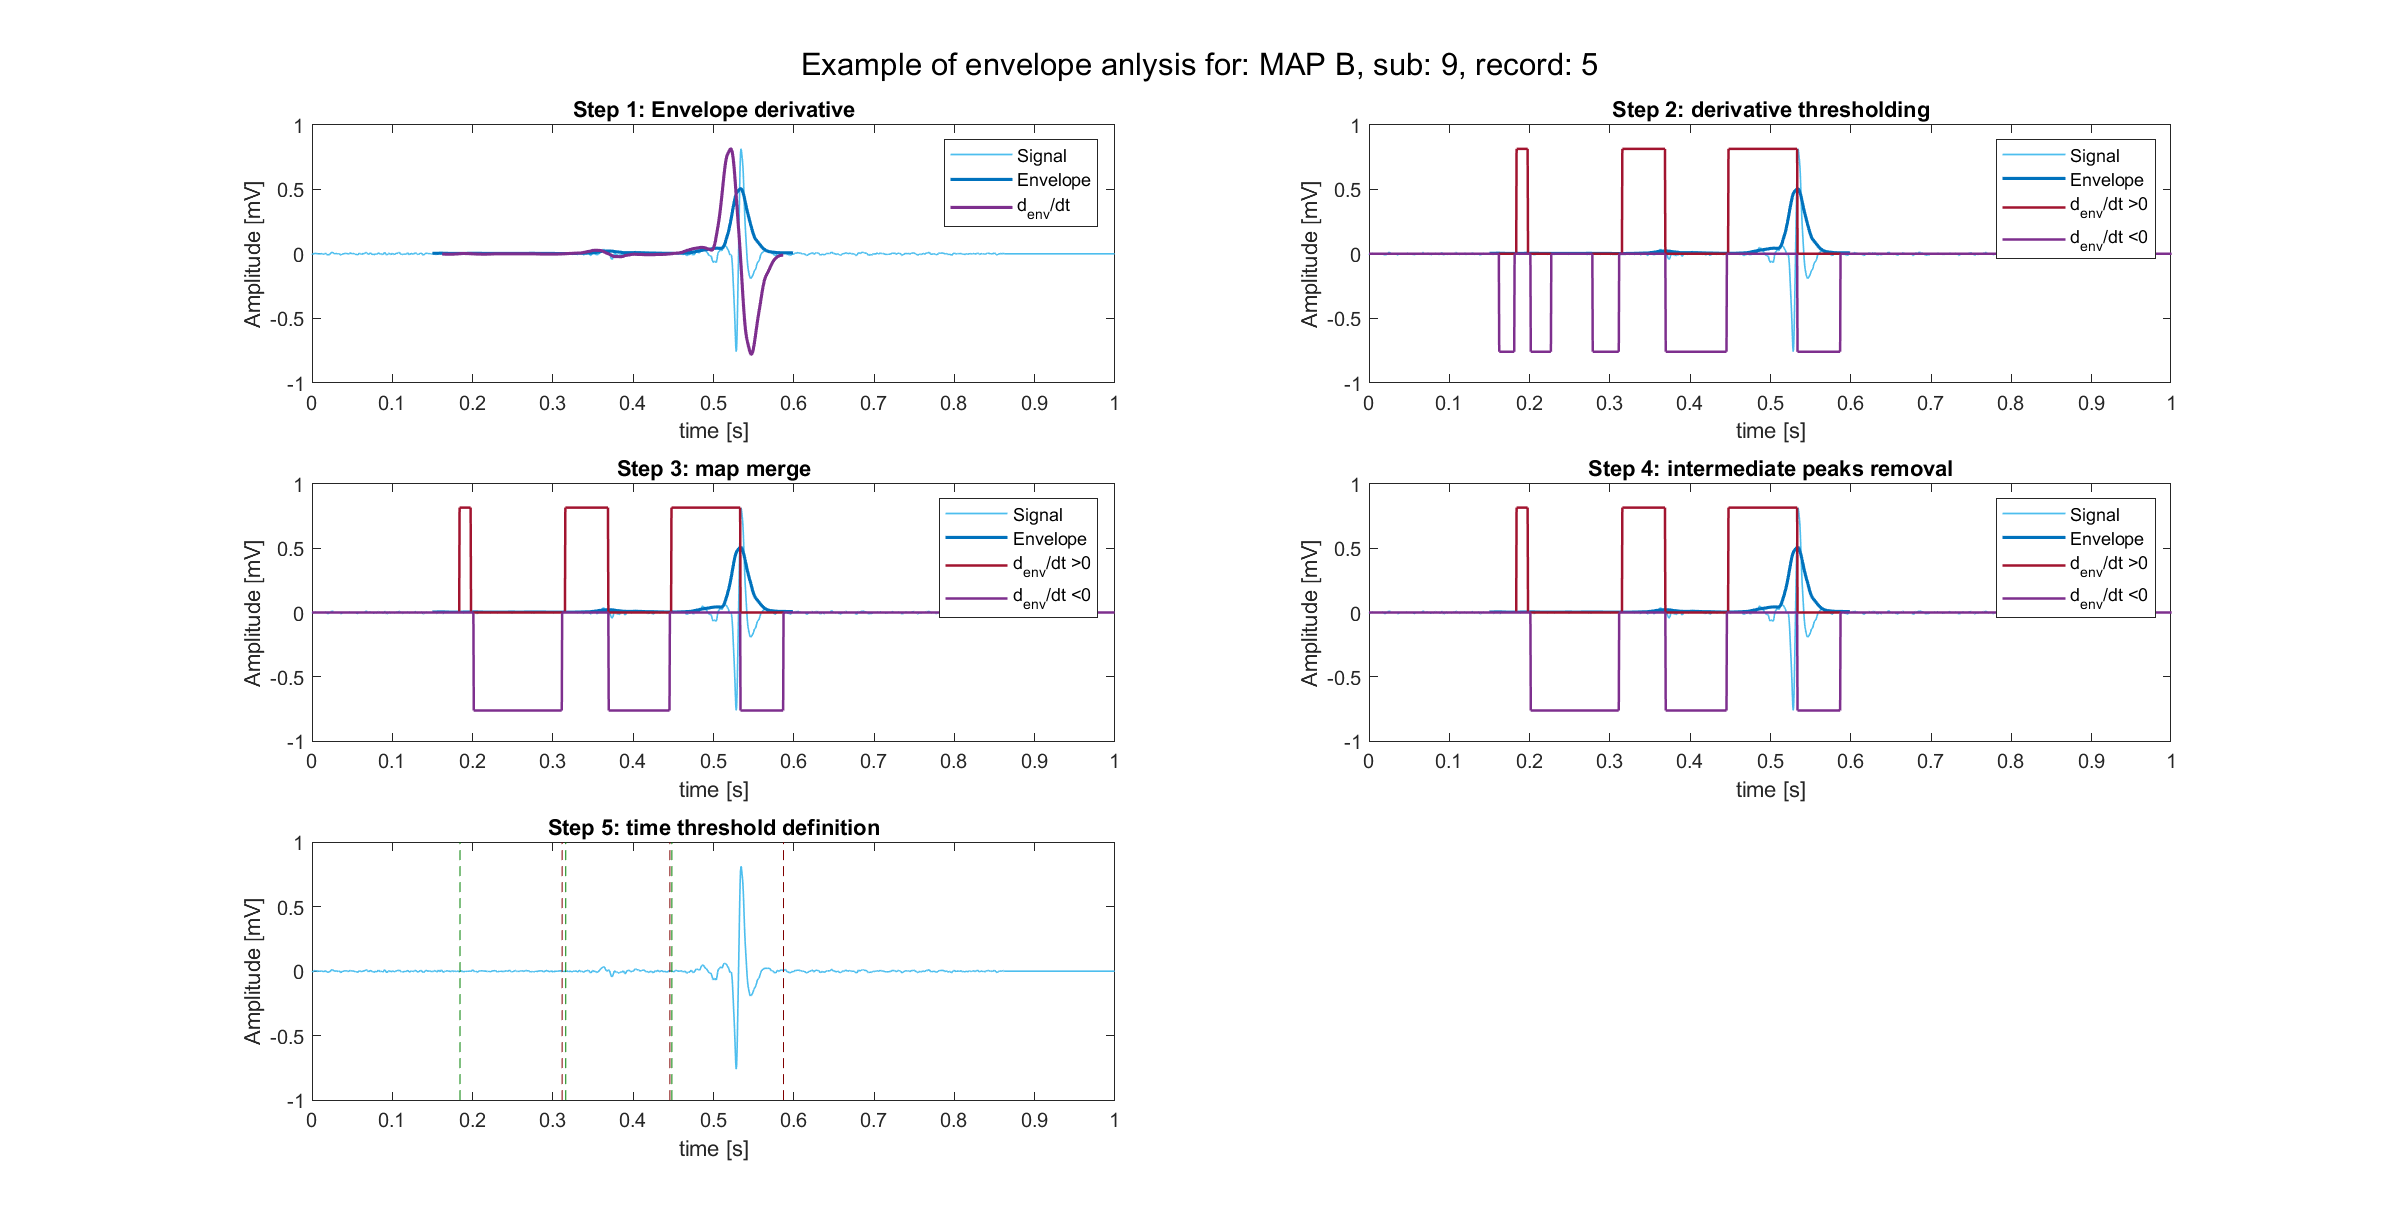 Example of envelope anlysis for: MAP B, sub: 9, record: 5
Step 1: Envelope derivative
1
0.5
0
-0.5
-1
Amplitude [mV]
Signal
Envelope
d_env/dt
0 0.1 0.2 0.3 0.4 0.5 0.6 0.7 0.8 0.9 1
time [s]
Step 2: derivative thresholding
1
0.5
0
-0.5
-1
Amplitude [mV]
Signal
Envelope
d_env/dt >0
d_env/dt <0
0 0.1 0.2 0.3 0.4 0.5 0.6 0.7 0.8 0.9 1
time [s]
Step 3: map merge
1
0.5
0
-0.5
-1
Amplitude [mV]
Signal
Envelope
d_env/dt >0
d_env/dt <0
0 0.1 0.2 0.3 0.4 0.5 0.6 0.7 0.8 0.9 1
time [s]
Step 4: intermediate peaks removal
1
0.5
0
-0.5
-1
Amplitude [mV]
Signal
Envelope
d_env/dt >0
d_env/dt <0
0 0.1 0.2 0.3 0.4 0.5 0.6 0.7 0.8 0.9 1
time [s]
Step 5: time threshold definition
1
0.5
0
-0.5
-1
Amplitude [mV]
0 0.1 0.2 0.3 0.4 0.5 0.6 0.7 0.8 0.9 1
time [s]